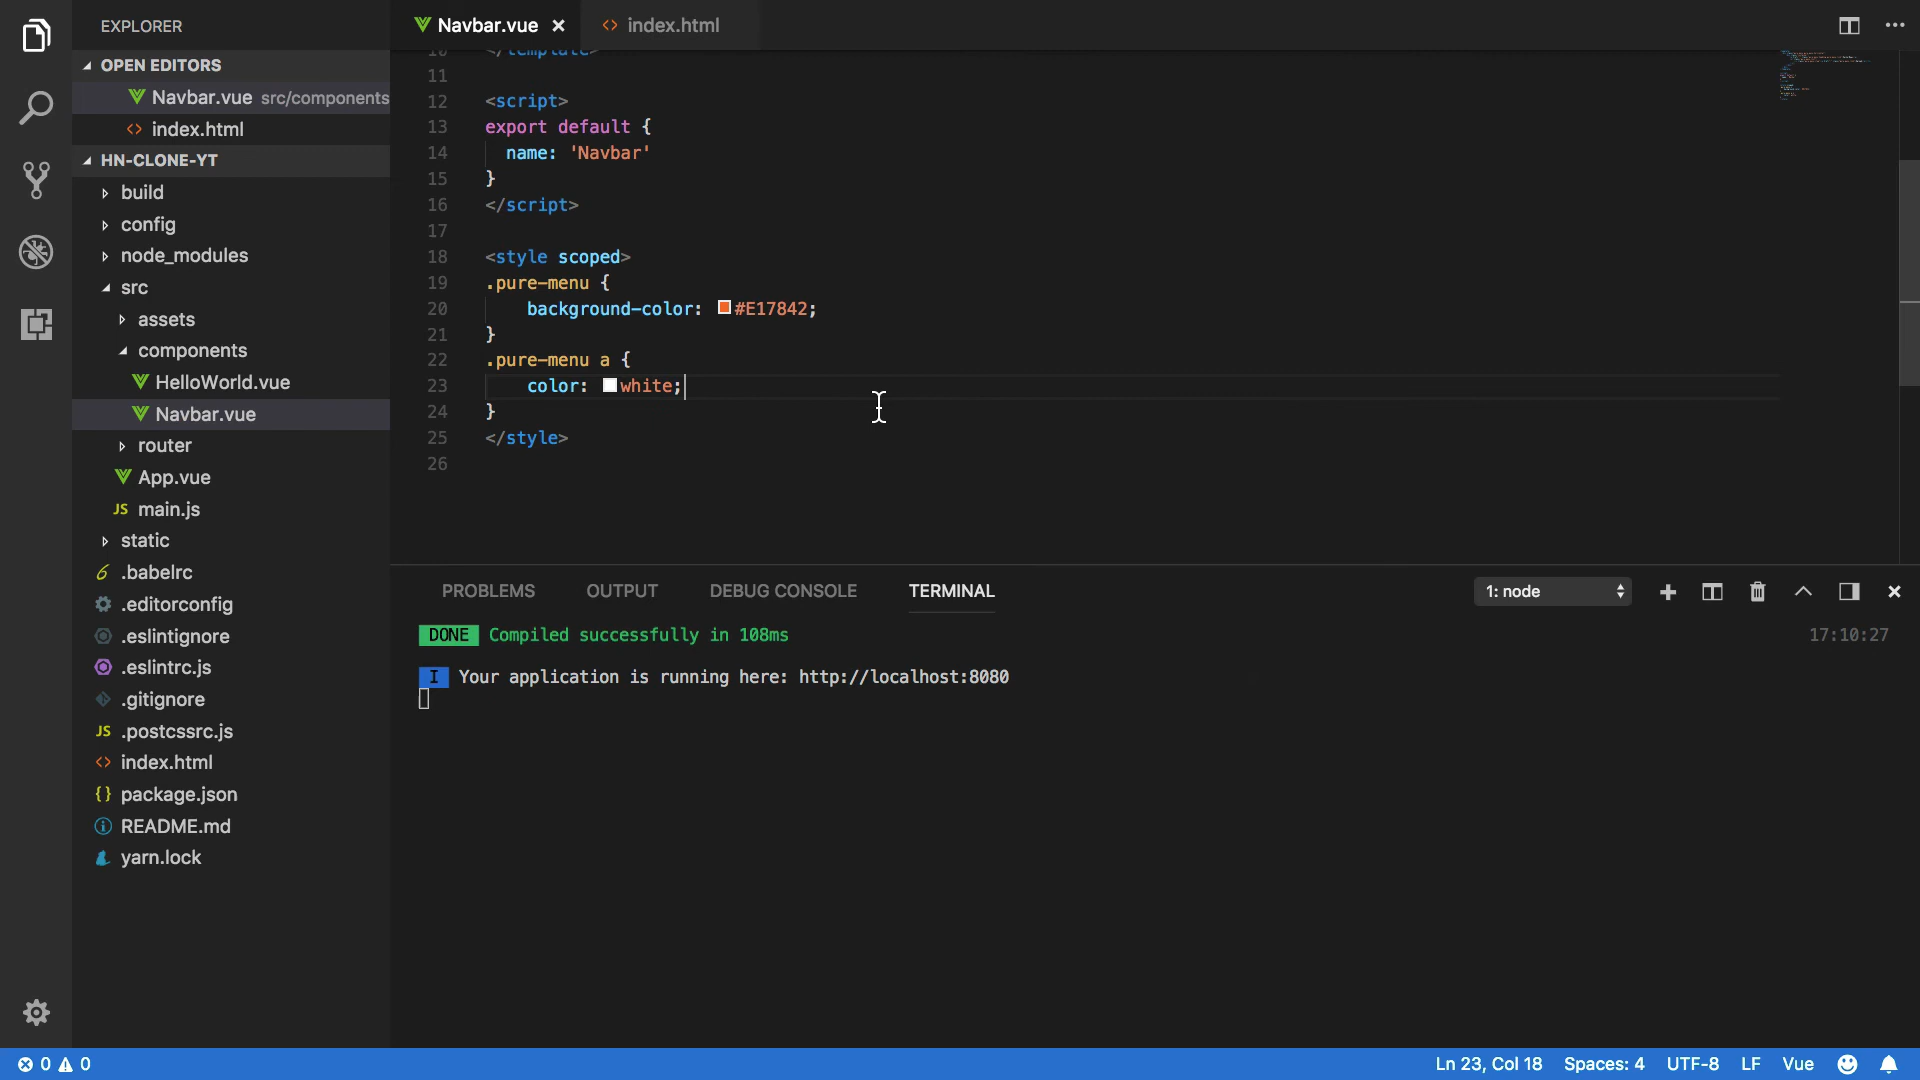 EXPLORER
OPEN EDITORS
Navbar.vue src/components
index.html
HN-CLONE-YT
build
config
node_modules
src
assets
components
HelloWorld.vue
Navbar.vue
router
App.vue
JS main.js
static
.babelrc
.editorconfig
.eslintignore
.eslintrc.js
.gitignore
JS .postcssrc.js
index.html
package.json
README.md
yarn.lock
Navbar.vue
index.html
10 </template>
11
12 <script>
13 export default {
14 name: 'Navbar'
15 }
16 </script>
17
18 <style scoped>
19 .pure-menu {
20 background-color: #E17842;
21 }
22 .pure-menu a {
23 color: white;
24 }
25 </style>
26
PROBLEMS OUTPUT DEBUG CONSOLE TERMINAL 1: node
DONE Compiled successfully in 108ms 17:10:27
I Your application is running here: http://localhost:8080
0 0 Ln 23, Col 18 Spaces: 4 UTF-8 LF Vue